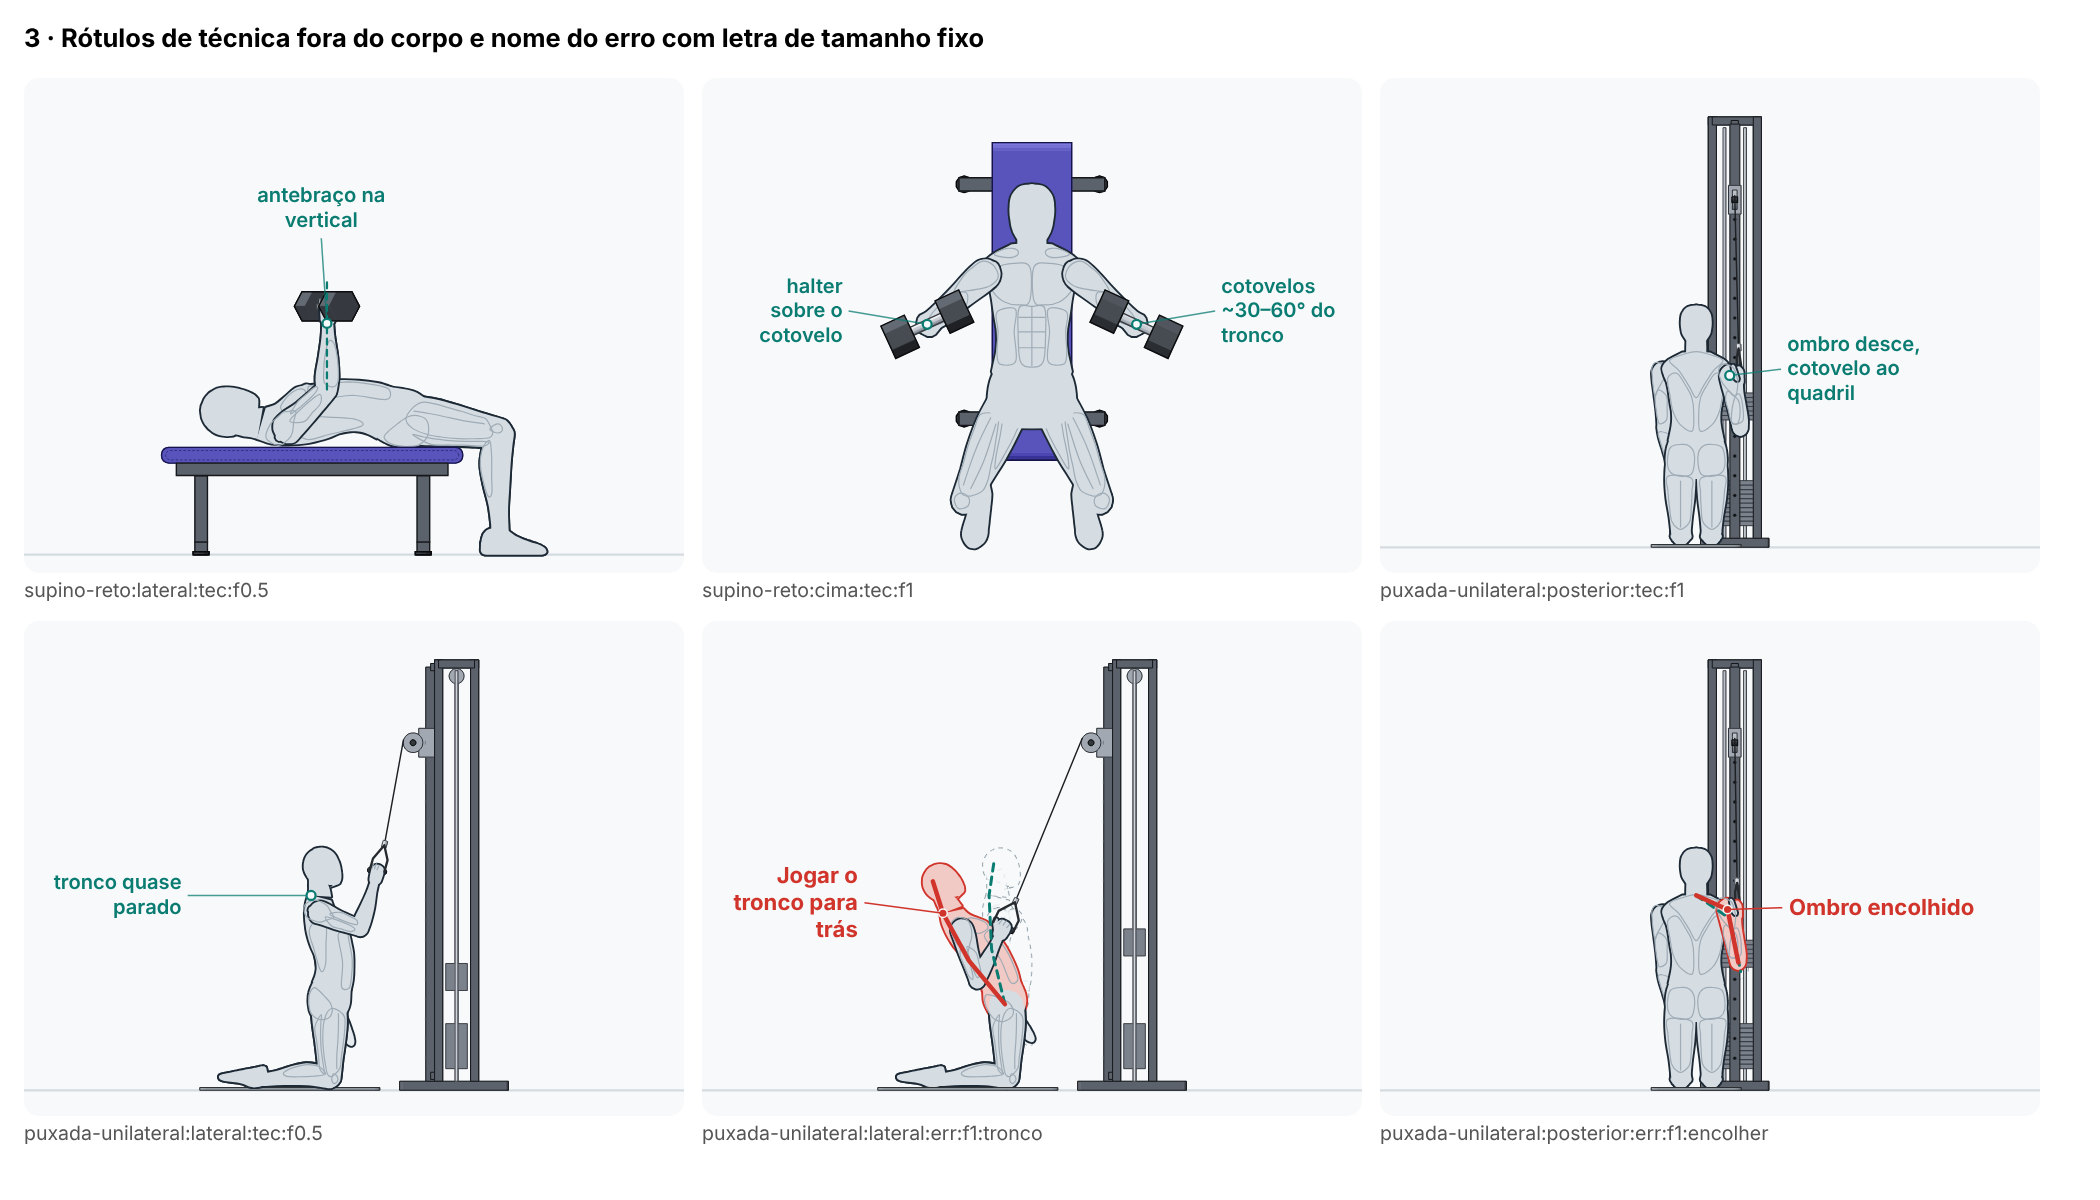 3 · Rótulos de técnica fora do corpo e nome do erro com letra de tamanho fixo
antebraço na
vertical
halter
sobre o
cotovelo
cotovelos
~30–60° do
tronco
ombro desce,
cotovelo ao
quadril
supino-reto:lateral:tec:f0.5
supino-reto:cima:tec:f1
puxada-unilateral:posterior:tec:f1
tronco quase
parado
Jogar o
tronco para
trás
Ombro encolhido
puxada-unilateral:lateral:tec:f0.5
puxada-unilateral:lateral:err:f1:tronco
puxada-unilateral:posterior:err:f1:encolher